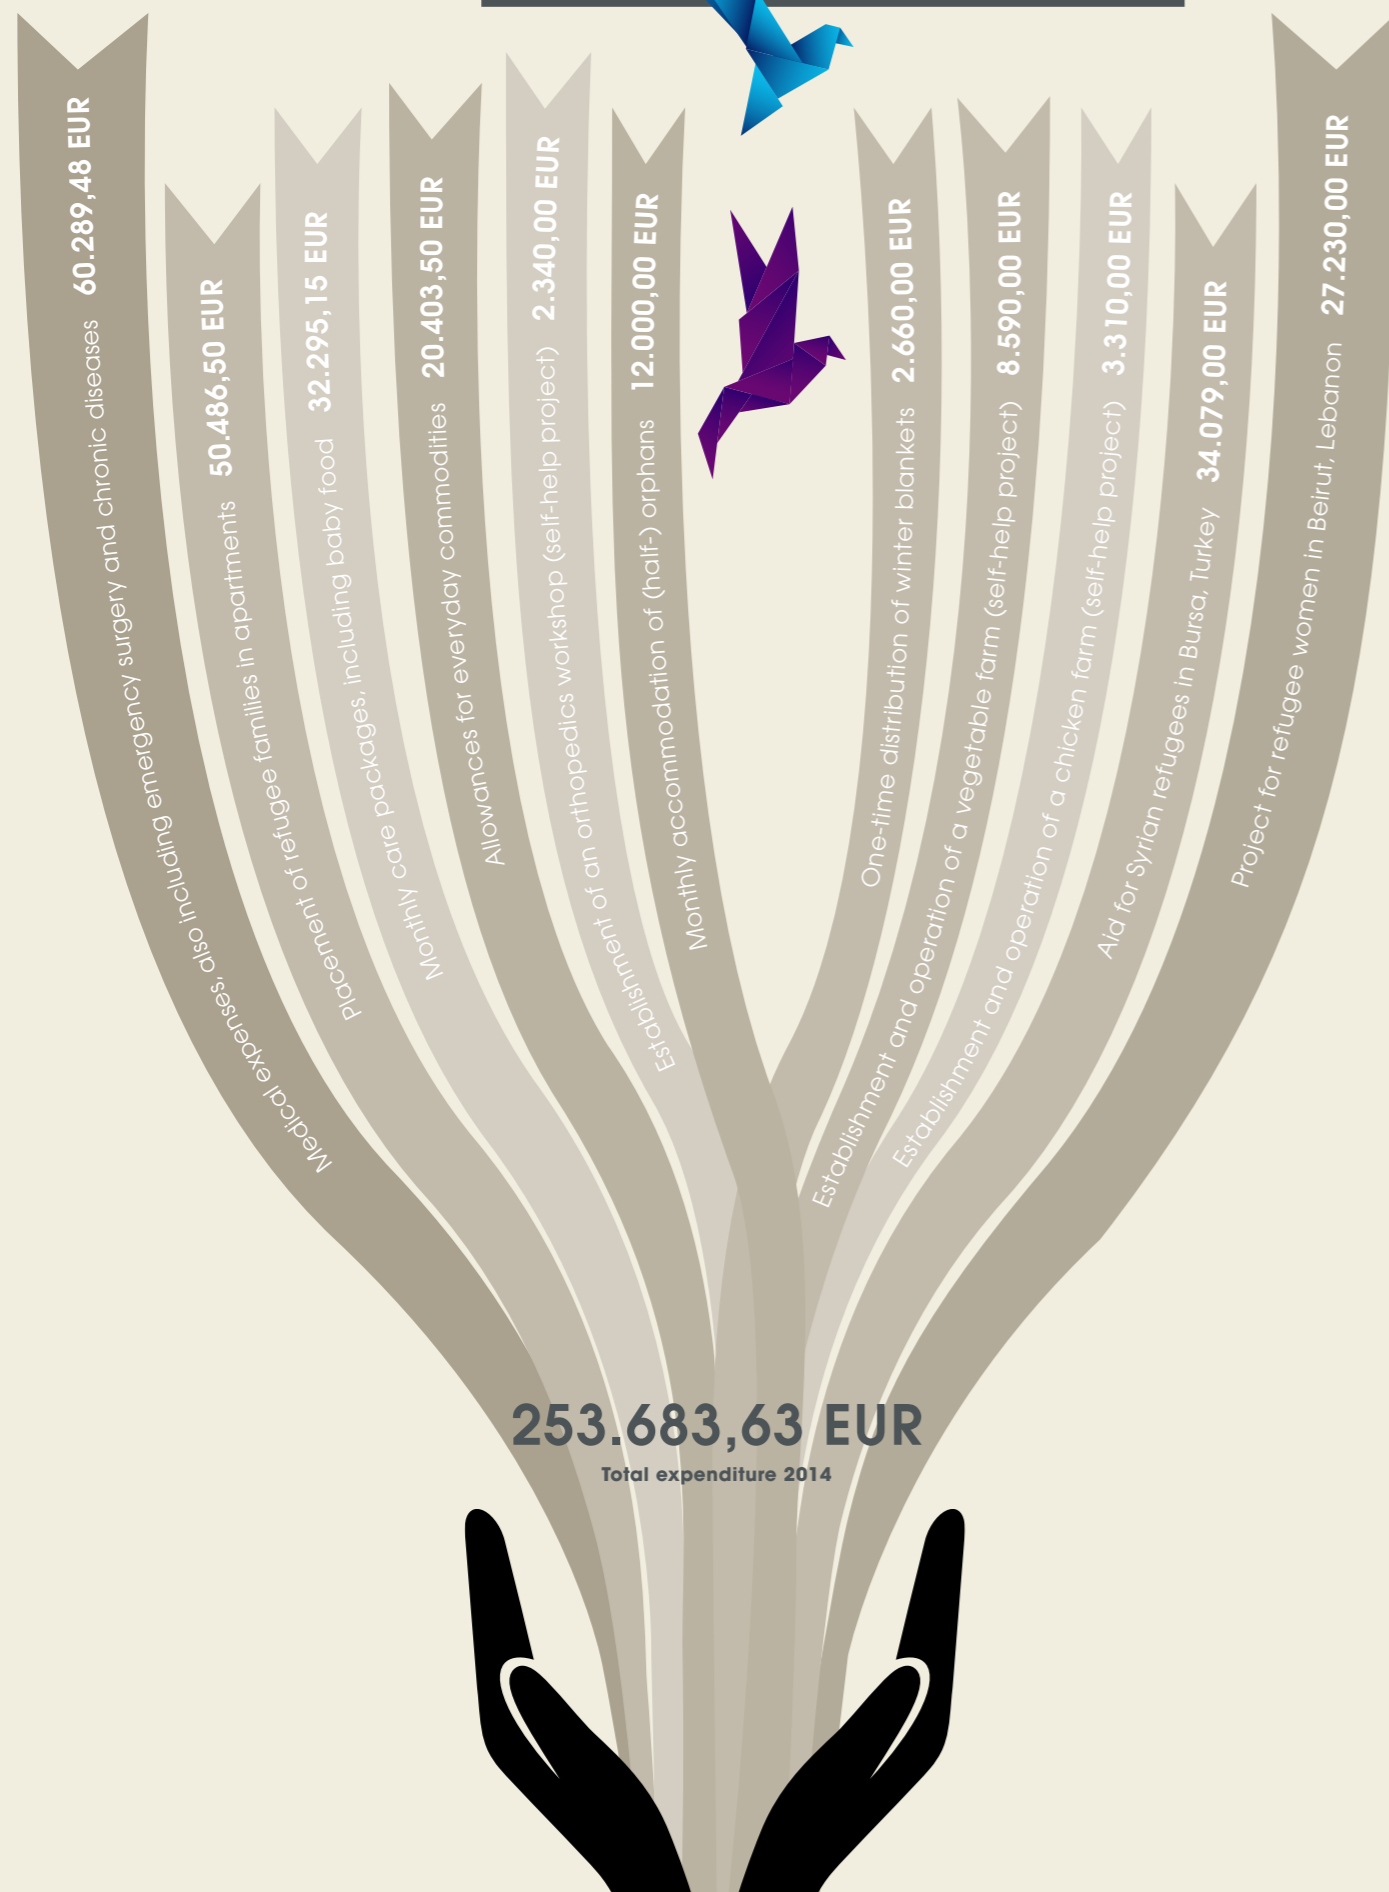 Medical expenses, also including emergency surgery and chronic diseases 60.289,48 EUR
Placement of refugee families in apartments 50.486,50 EUR
Monthly care packages, including baby food 32.295,15 EUR
Allowances for everyday commodities 20.403,50 EUR
Establishment of an orthopedics workshop (self-help project) 2.340,00 EUR
Monthly accommodation of (half-) orphans 12.000,00 EUR
One-time distribution of winter blankets 2.660,00 EUR
Establishment and operation of a vegetable farm (self-help project) 8.590,00 EUR
Establishment and operation of a chicken farm (self-help project) 3.310,00 EUR
Aid for Syrian refugees in Bursa, Turkey 34.079,00 EUR
Project for refugee women in Beirut, Lebanon 27.230,00 EUR
253.683,63 EUR
Total expenditure 2014